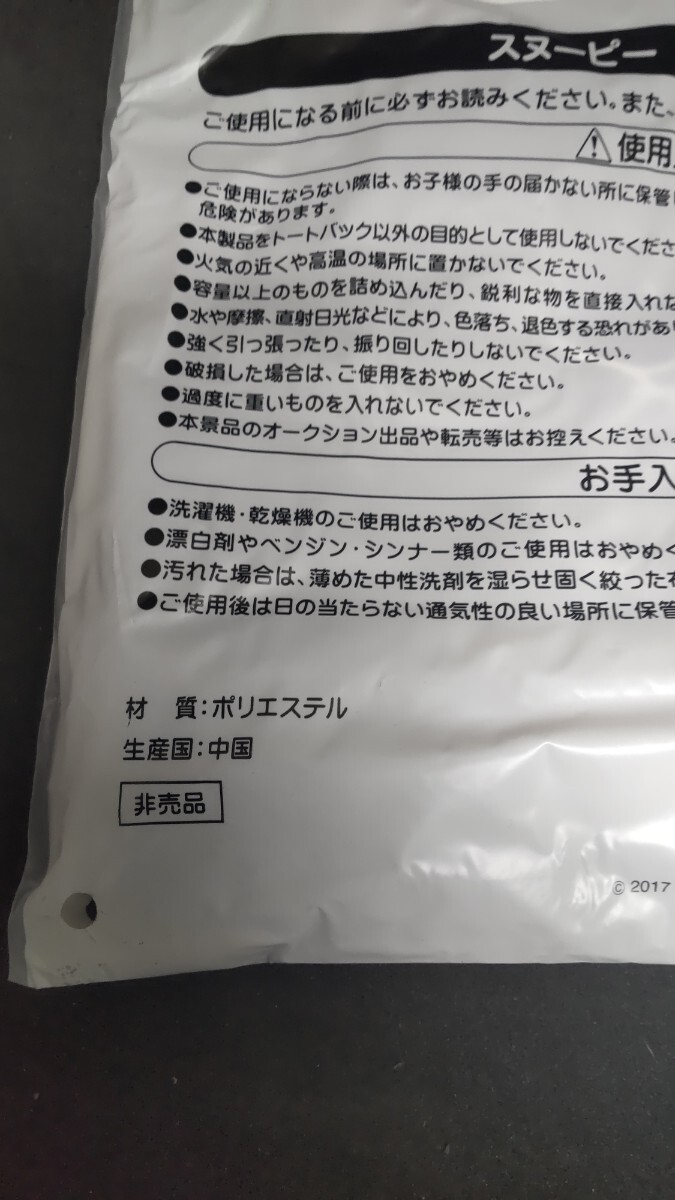 スヌーピー
ご使用になる前に必ずお読みください。また、
⚠使用
●ご使用にならない際は、お子様の手の届かない所に保管
危険があります。
●本製品をトートバック以外の目的として使用しないでくださ
●火気の近くや高温の場所に置かないでください。
●容量以上のものを詰め込んだり、鋭利な物を直接入れな
●水や摩擦、直射日光などにより、色落ち、退色する恐れがあ
●強く引っ張ったり、振り回したりしないでください。
●破損した場合は、ご使用をおやめください。
●過度に重いものを入れないでください。
●本景品のオークション出品や転売等はお控えください。
お手入
●洗濯機・乾燥機のご使用はおやめください。
●漂白剤やベンジン・シンナー類のご使用はおやめく
●汚れた場合は、薄めた中性洗剤を湿らせ固く絞った
●ご使用後は日の当たらない通気性の良い場所に保管
材 質：ポリエステル
生産国：中国
非売品
© 2017